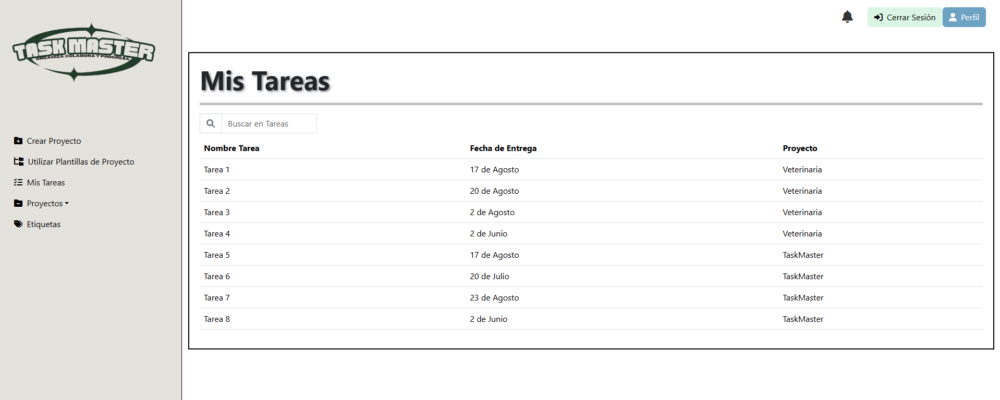 TASK MASTER
ORGANIZA, COLABORA Y PROGRESA
Crear Proyecto
Utilizar Plantillas de Proyecto
Mis Tareas
Proyectos
Etiquetas
Cerrar Sesión Perfil
Mis Tareas
Buscar en Tareas
Nombre Tarea Fecha de Entrega Proyecto
Tarea 1 17 de Agosto Veterinaria
Tarea 2 20 de Agosto Veterinaria
Tarea 3 2 de Agosto Veterinaria
Tarea 4 2 de Junio Veterinaria
Tarea 5 17 de Agosto TaskMaster
Tarea 6 20 de Julio TaskMaster
Tarea 7 23 de Agosto TaskMaster
Tarea 8 2 de Junio TaskMaster